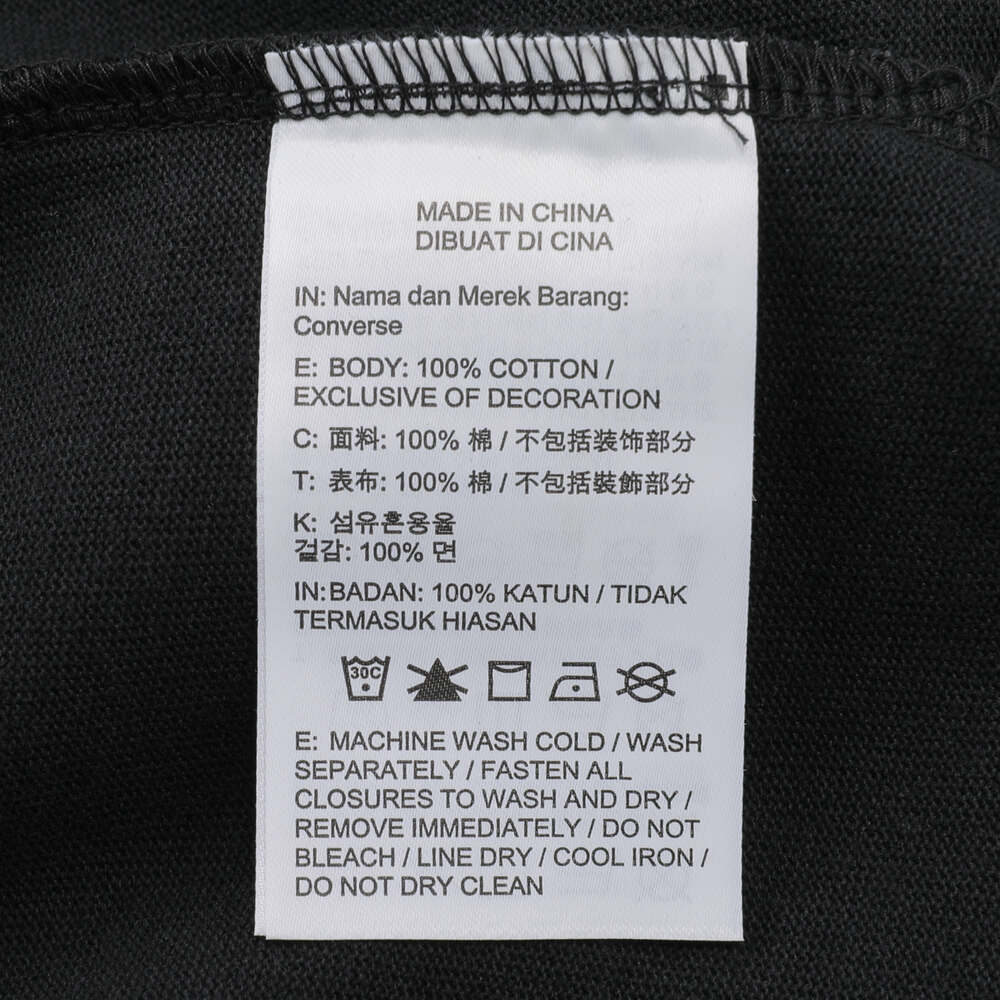 MADE IN CHINA
DIBUAT DI CINA
IN: Nama dan Merek Barang:
Converse
E: BODY: 100% COTTON /
EXCLUSIVE OF DECORATION
C: 面料: 100% 棉 / 不包括装饰部分
T: 表布: 100% 棉 / 不包括裝飾部分
K: 섬유혼용율
겉감: 100% 면
IN: BADAN: 100% KATUN / TIDAK
TERMASUK HIASAN
30C
E: MACHINE WASH COLD / WASH
SEPARATELY / FASTEN ALL
CLOSURES TO WASH AND DRY /
REMOVE IMMEDIATELY / DO NOT
BLEACH / LINE DRY / COOL IRON /
DO NOT DRY CLEAN